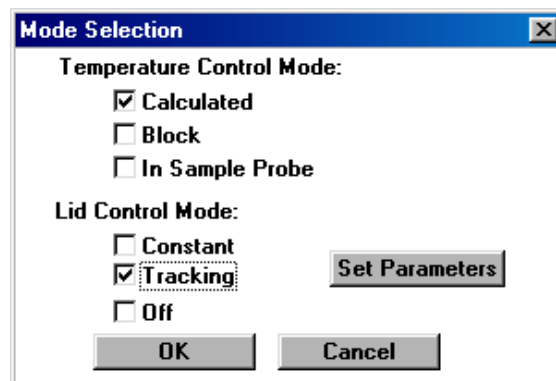 Mode Selection
Temperature Control Mode:
Calculated
Block
In Sample Probe
Lid Control Mode:
Constant
Tracking
Set Parameters
Off
OK
Cancel